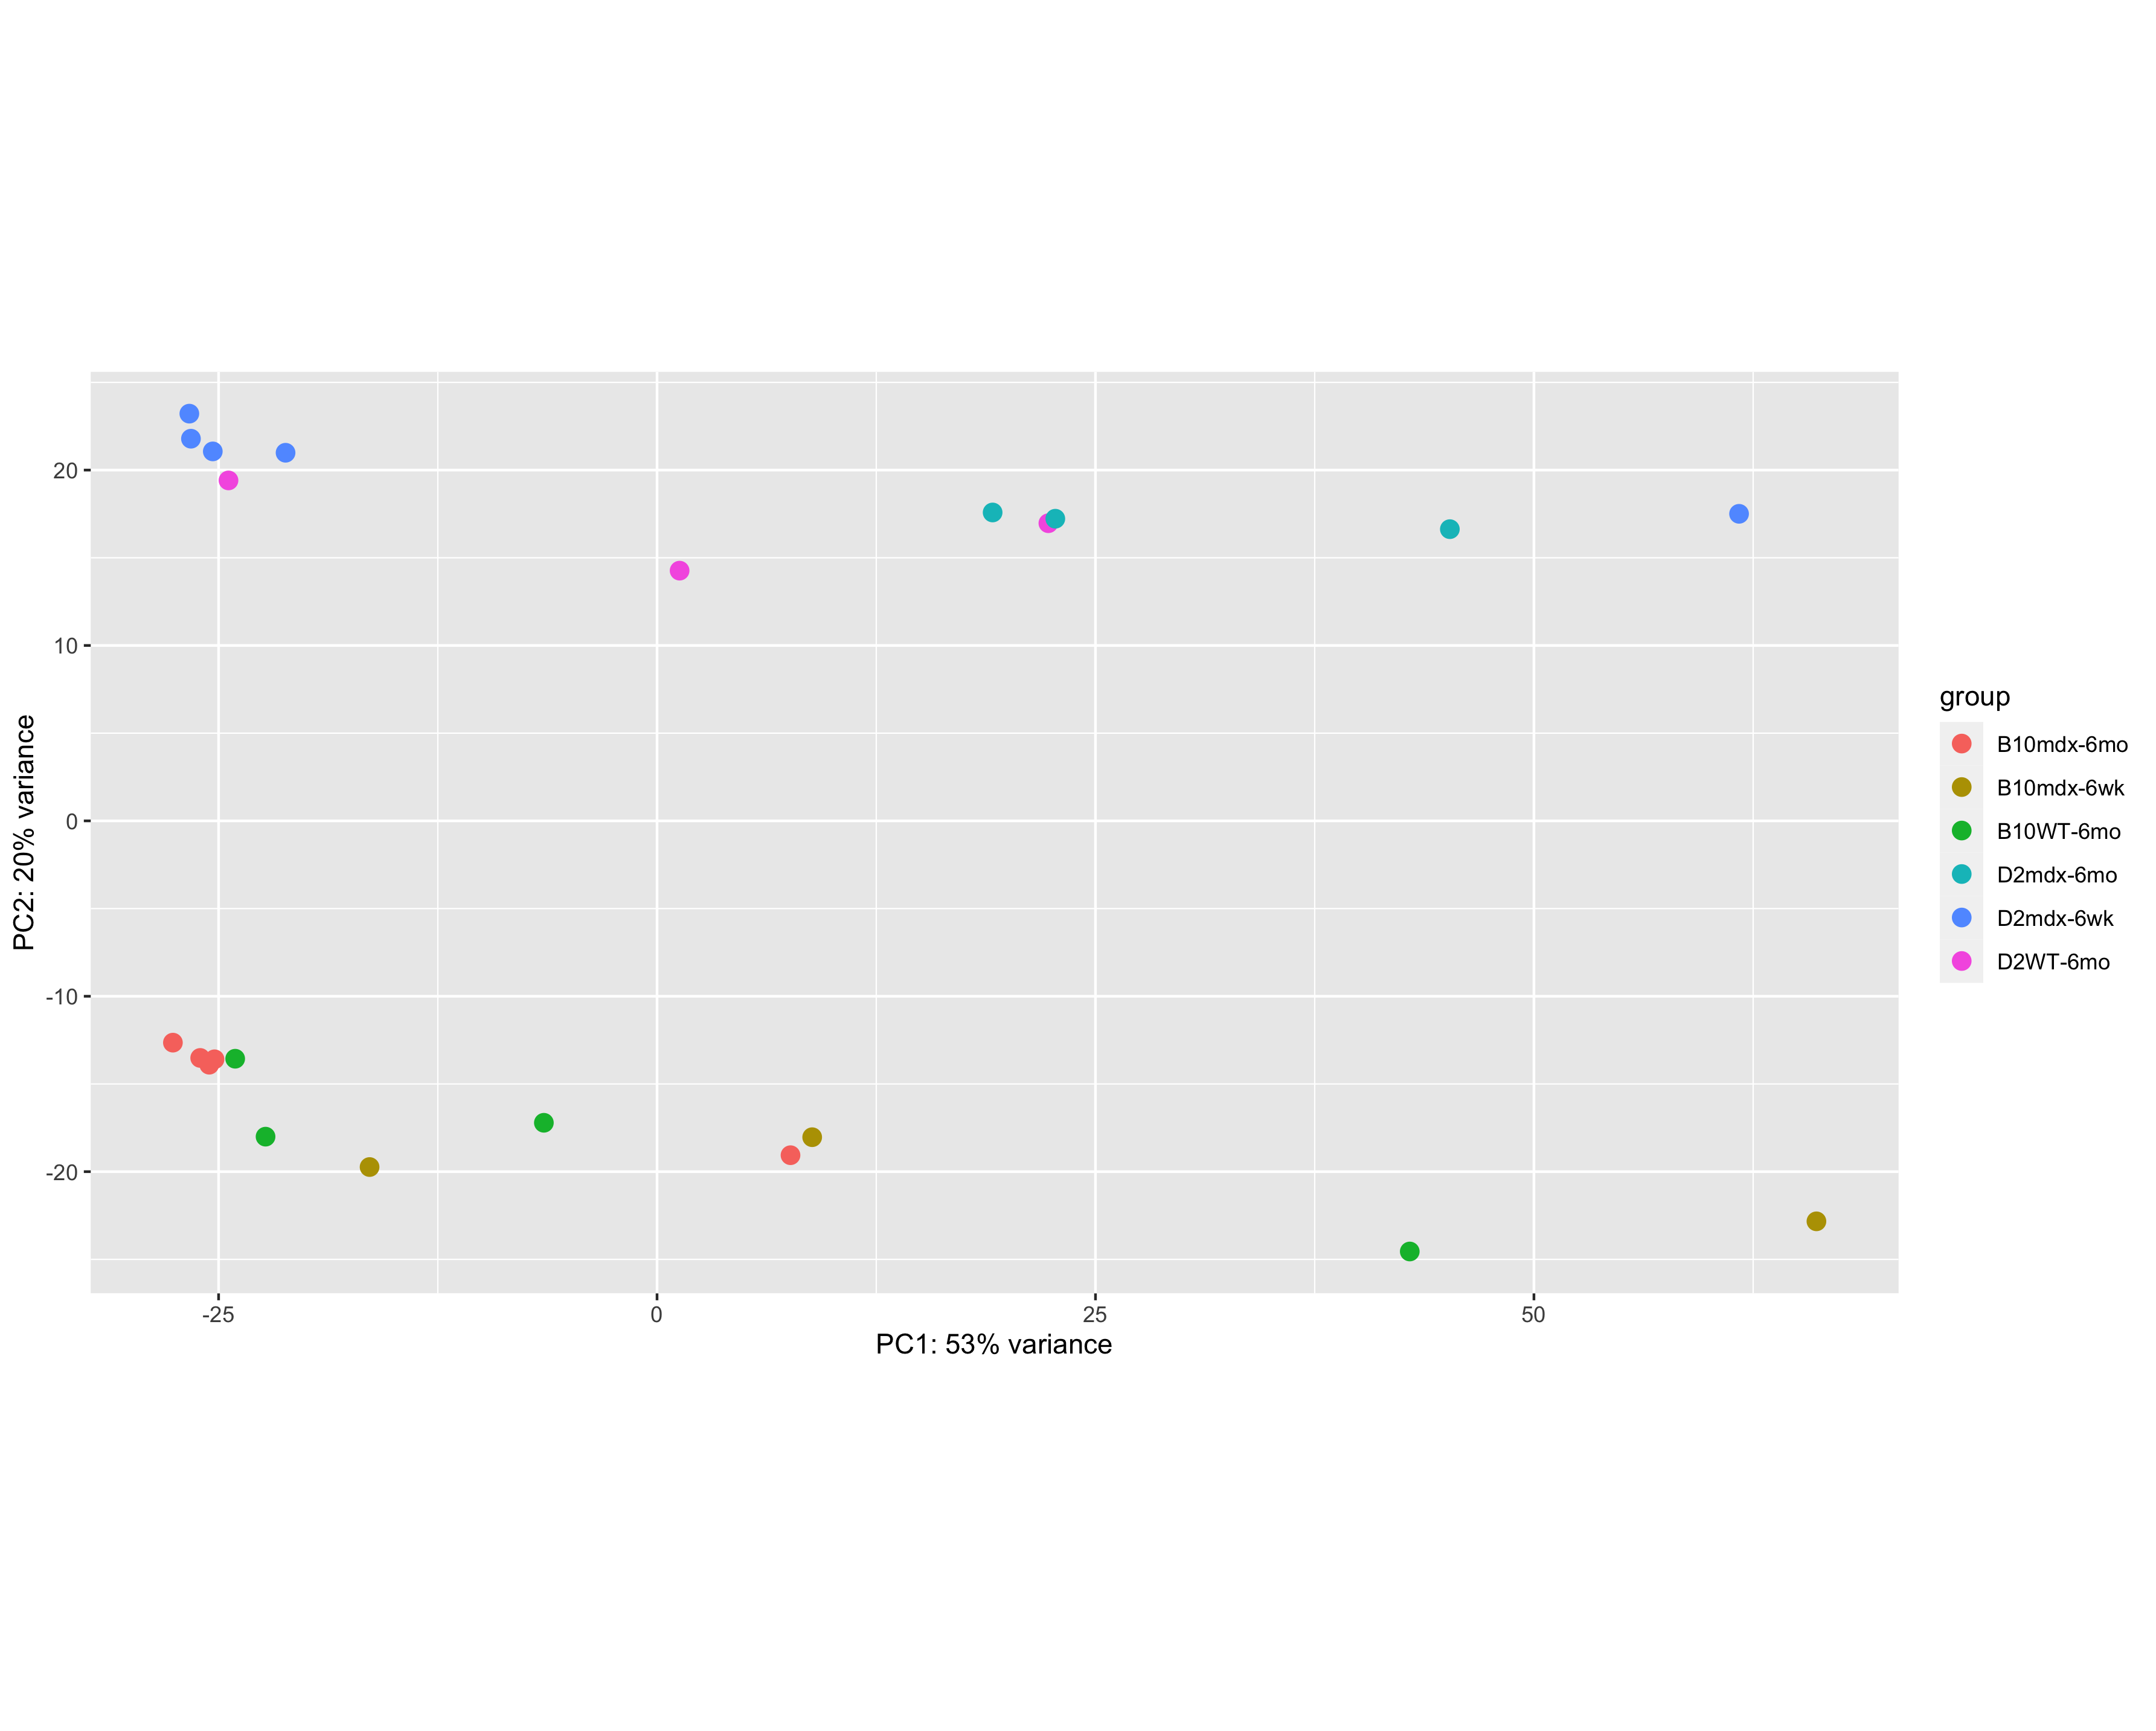 20
10
0
-10
-20
PC2: 20% variance
-25
0
25
50
PC1: 53% variance
group
B10mdx-6mo
B10mdx-6wk
B10WT-6mo
D2mdx-6mo
D2mdx-6wk
D2WT-6mo